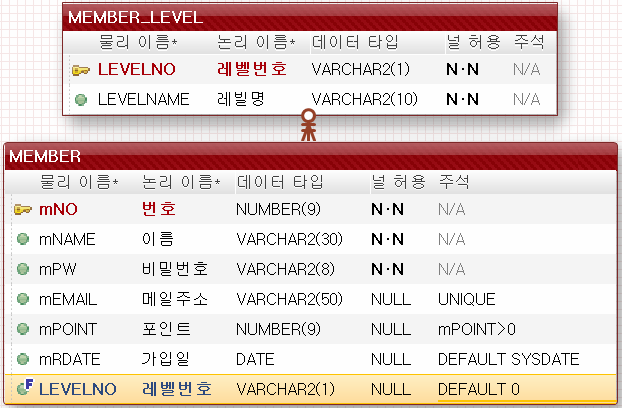 MEMBER_LEVEL
물리 이름* 논리 이름* 데이터 타입 널 허용 주석
LEVELNO 레벨번호 VARCHAR2(1) N·N N/A
LEVELNAME 레빌명 VARCHAR2(10) N·N N/A
MEMBER
물리 이름* 논리 이름* 데이터 타입 널 허용 주석
mNO 번호 NUMBER(9) N·N N/A
mNAME 이름 VARCHAR2(30) N·N N/A
mPW 비밀번호 VARCHAR2(8) N·N N/A
mEMAIL 메일주소 VARCHAR2(50) NULL UNIQUE
mPOINT 포인트 NUMBER(9) NULL mPOINT>0
mRDATE 가입일 DATE NULL DEFAULT SYSDATE
F LEVELNO 레벨번호 VARCHAR2(1) NULL DEFAULT 0